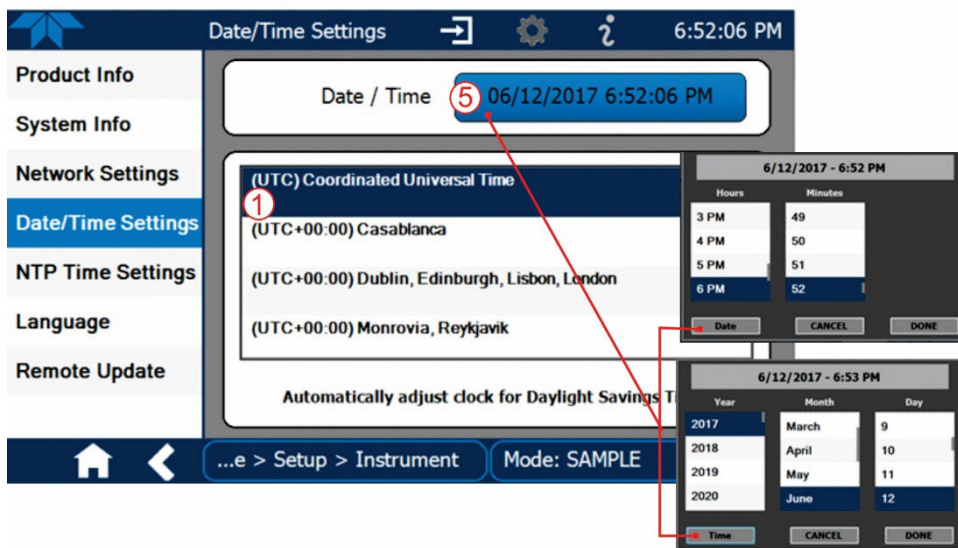 Date/Time Settings 6:52:06 PM
Product Info
System Info
Network Settings
Date/Time Settings
NTP Time Settings
Language
Remote Update
Date / Time 5 06/12/2017 6:52:06 PM
(UTC) Coordinated Universal Time
1
(UTC+00:00) Casablanca
(UTC+00:00) Dublin, Edinburgh, Lisbon, London
(UTC+00:00) Monrovia, Reykjavik
Automatically adjust clock for Daylight Savings Ti
...e > Setup > Instrument Mode: SAMPLE
6/12/2017 - 6:52 PM
Hours Minutes
3 PM 49
4 PM 50
5 PM 51
6 PM 52
Date CANCEL DONE
6/12/2017 - 6:53 PM
Year Month Day
2017 March 9
2018 April 10
2019 May 11
2020 June 12
Time CANCEL DONE